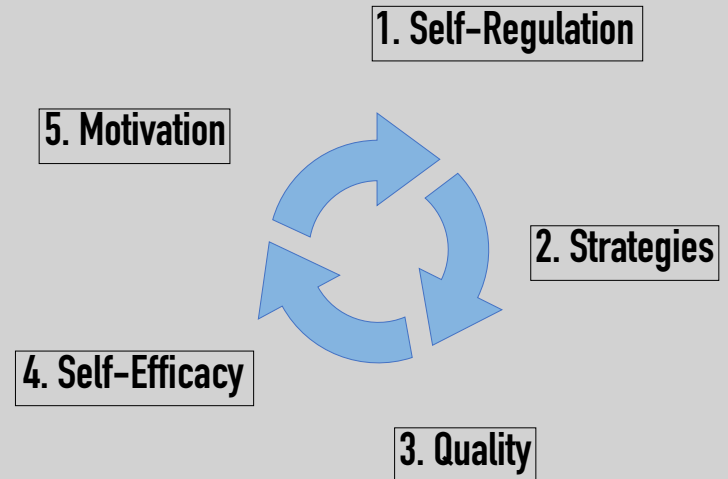 1. Self-Regulation
2. Strategies
3. Quality
4. Self-Efficacy
5. Motivation